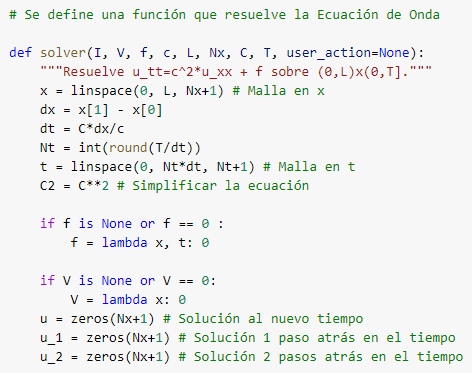 # Se define una función que resuelve la Ecuación de Onda
def solver(I, V, f, c, L, Nx, C, T, user_action=None):
    """Resuelve u_tt=c^2*u_xx + f sobre (0,L)x(0,T]."""
    x = linspace(0, L, Nx+1) # Malla en x
    dx = x[1] - x[0]
    dt = C*dx/c
    Nt = int(round(T/dt))
    t = linspace(0, Nt*dt, Nt+1) # Malla en t
    C2 = C**2 # Simplificar la ecuación
    if f is None or f == 0 :
        f = lambda x, t: 0
    if V is None or V == 0:
        V = lambda x: 0
    u = zeros(Nx+1) # Solución al nuevo tiempo
    u_1 = zeros(Nx+1) # Solución 1 paso atrás en el tiempo
    u_2 = zeros(Nx+1) # Solución 2 pasos atrás en el tiempo